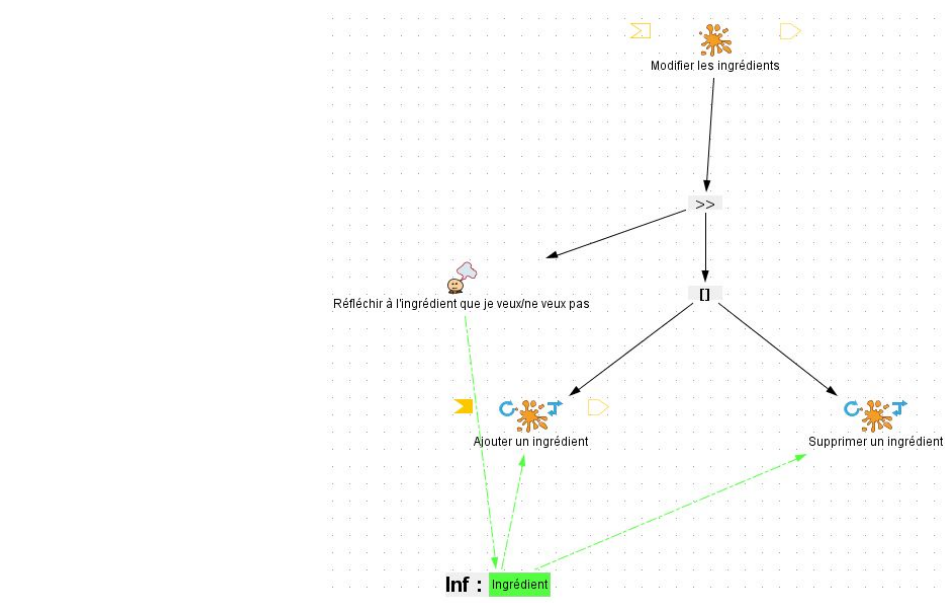 Modifier les ingrédients
>>
Réfléchir à l'ingrédient que je veux/ne veux pas
[]
Ajouter un ingrédient
Supprimer un ingrédient
Inf : Ingrédient